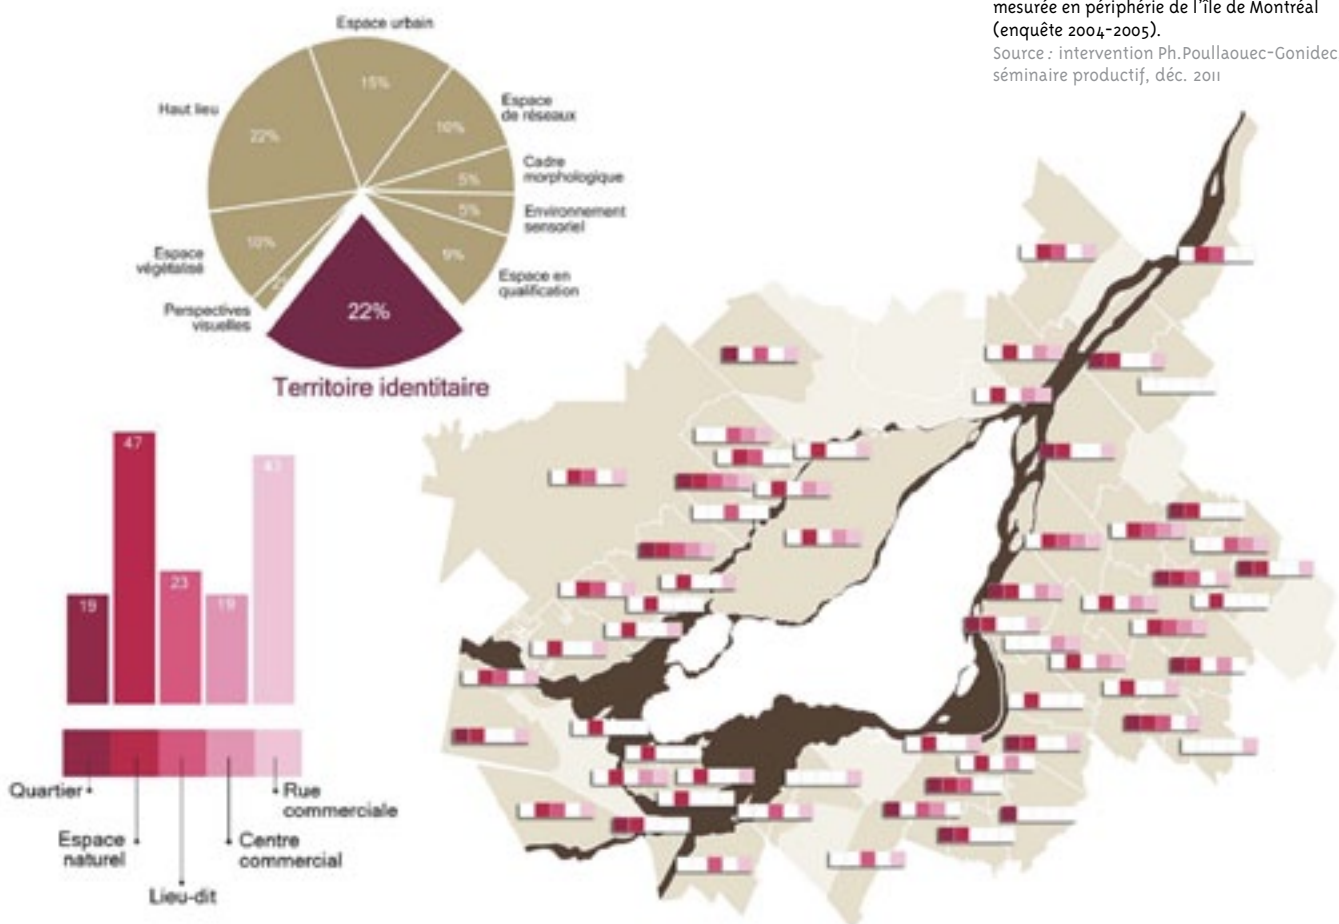 mesurée en périphérie de l'île de Montréal
(enquête 2004-2005).
Source : intervention Ph.Poullaouec-Gonidec
séminaire productif, déc. 2011
Espace urbain
15%
Espace
de réseaux
10%
Cadre
morphologique
5%
Environnement
sensoriel
5%
Espace en
qualification
9%
Haut lieu
22%
Espace
végétalisé
10%
Perspectives
visuelles
22%
Territoire identitaire
19
47
23
19
Quartier
Espace
naturel
Lieu-dit
Centre
commercial
Rue
commerciale